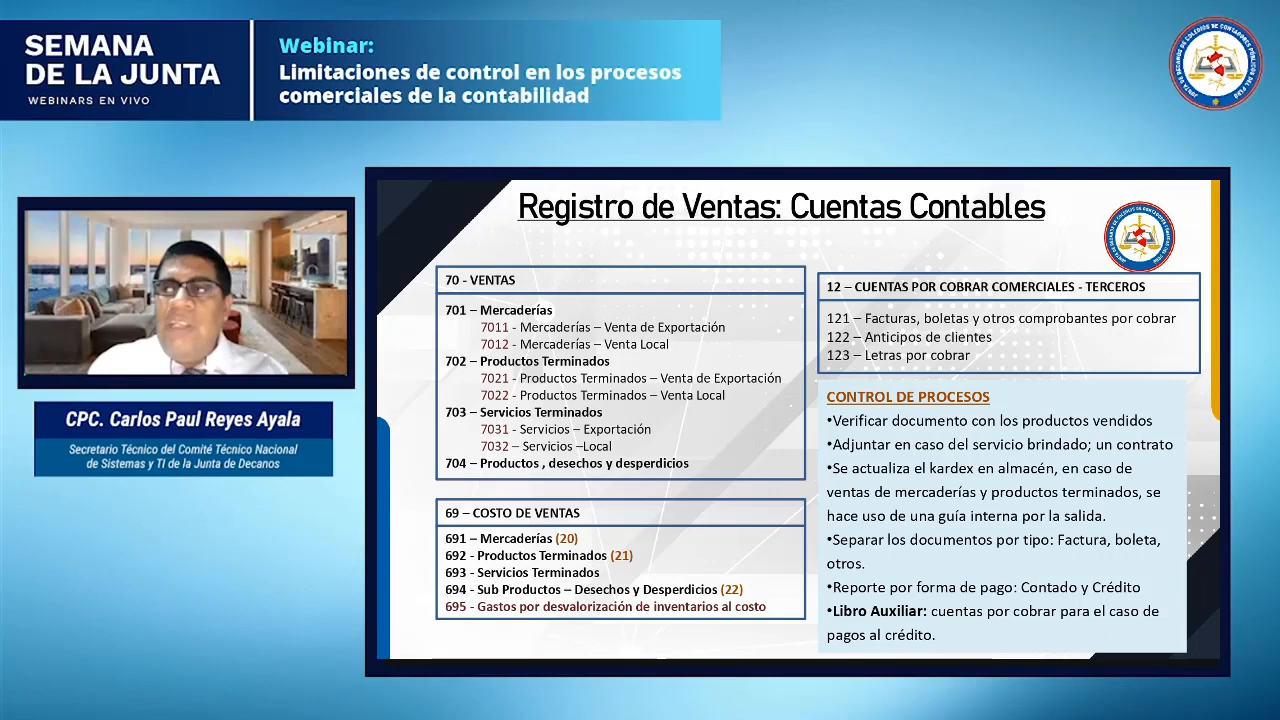 SEMANA
DE LA JUNTA
WEBINARS EN VIVO
Webinar:
Limitaciones de control en los procesos
comerciales de la contabilidad
JUNTA DE DECANOS DE COLEGIOS DE CONTADORES PÚBLICOS DEL PERÚ
CPC. Carlos Paul Reyes Ayala
Secretario Técnico del Comité Técnico Nacional
de Sistemas y TI de la Junta de Decanos
Registro de Ventas: Cuentas Contables
70 - VENTAS
701 – Mercaderías
7011 - Mercaderías – Venta de Exportación
7012 - Mercaderías – Venta Local
702 – Productos Terminados
7021 - Productos Terminados – Venta de Exportación
7022 - Productos Terminados – Venta Local
703 – Servicios Terminados
7031 - Servicios – Exportación
7032 – Servicios –Local
704 – Productos , desechos y desperdicios
69 – COSTO DE VENTAS
691 – Mercaderías (20)
692 - Productos Terminados (21)
693 - Servicios Terminados
694 – Sub Productos – Desechos y Desperdicios (22)
695 - Gastos por desvalorización de inventarios al costo
12 – CUENTAS POR COBRAR COMERCIALES - TERCEROS
121 – Facturas, boletas y otros comprobantes por cobrar
122 – Anticipos de clientes
123 – Letras por cobrar
CONTROL DE PROCESOS
•Verificar documento con los productos vendidos
•Adjuntar en caso del servicio brindado; un contrato
•Se actualiza el kardex en almacén, en caso de
ventas de mercaderías y productos terminados, se
hace uso de una guía interna por la salida.
•Separar los documentos por tipo: Factura, boleta,
otros.
•Reporte por forma de pago: Contado y Crédito
•Libro Auxiliar: cuentas por cobrar para el caso de
pagos al crédito.